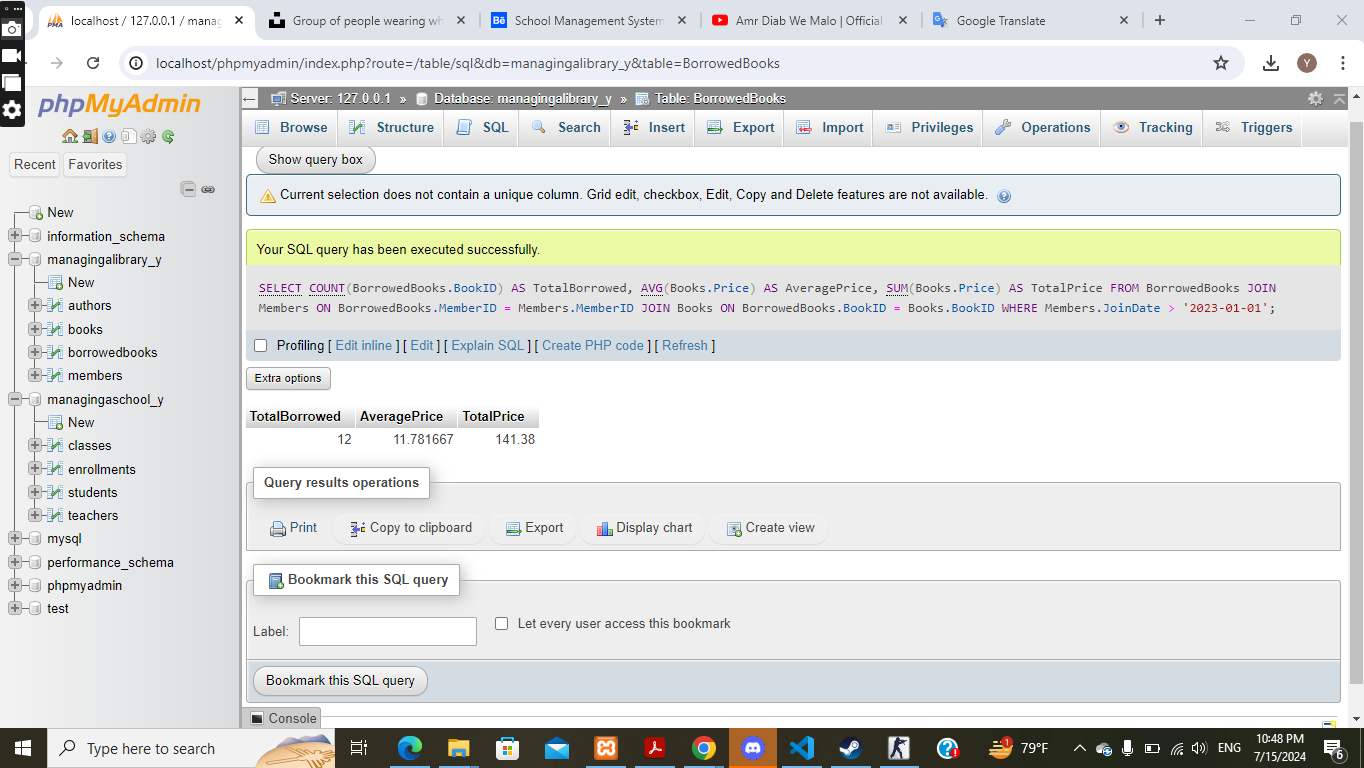 localhost / 127.0.0.1 / manag
Group of people wearing wh
School Management System
Amr Diab We Malo | Official
Google Translate
localhost/phpmyadmin/index.php?route=/table/sql&db=managingalibrary_y&table=BorrowedBooks
Y
phpMyAdmin
Recent
Favorites
New
information_schema
managingalibrary_y
New
authors
books
borrowedbooks
members
managingaschool_y
New
classes
enrollments
students
teachers
mysql
performance_schema
phpmyadmin
test
Server: 127.0.0.1 » Database: managingalibrary_y » Table: BorrowedBooks
Browse
Structure
SQL
Search
Insert
Export
Import
Privileges
Operations
Tracking
Triggers
Show query box
Current selection does not contain a unique column. Grid edit, checkbox, Edit, Copy and Delete features are not available.
Your SQL query has been executed successfully.
SELECT COUNT(BorrowedBooks.BookID) AS TotalBorrowed, AVG(Books.Price) AS AveragePrice, SUM(Books.Price) AS TotalPrice FROM BorrowedBooks JOIN
Members ON BorrowedBooks.MemberID = Members.MemberID JOIN Books ON BorrowedBooks.BookID = Books.BookID WHERE Members.JoinDate > '2023-01-01';
Profiling [ Edit inline ] [ Edit ] [ Explain SQL ] [ Create PHP code ] [ Refresh ]
Extra options
TotalBorrowed AveragePrice TotalPrice
12 11.781667 141.38
Query results operations
Print
Copy to clipboard
Export
Display chart
Create view
Bookmark this SQL query
Label:
Let every user access this bookmark
Bookmark this SQL query
Console
Type here to search
1
79°F
ENG
10:48 PM
7/15/2024
6